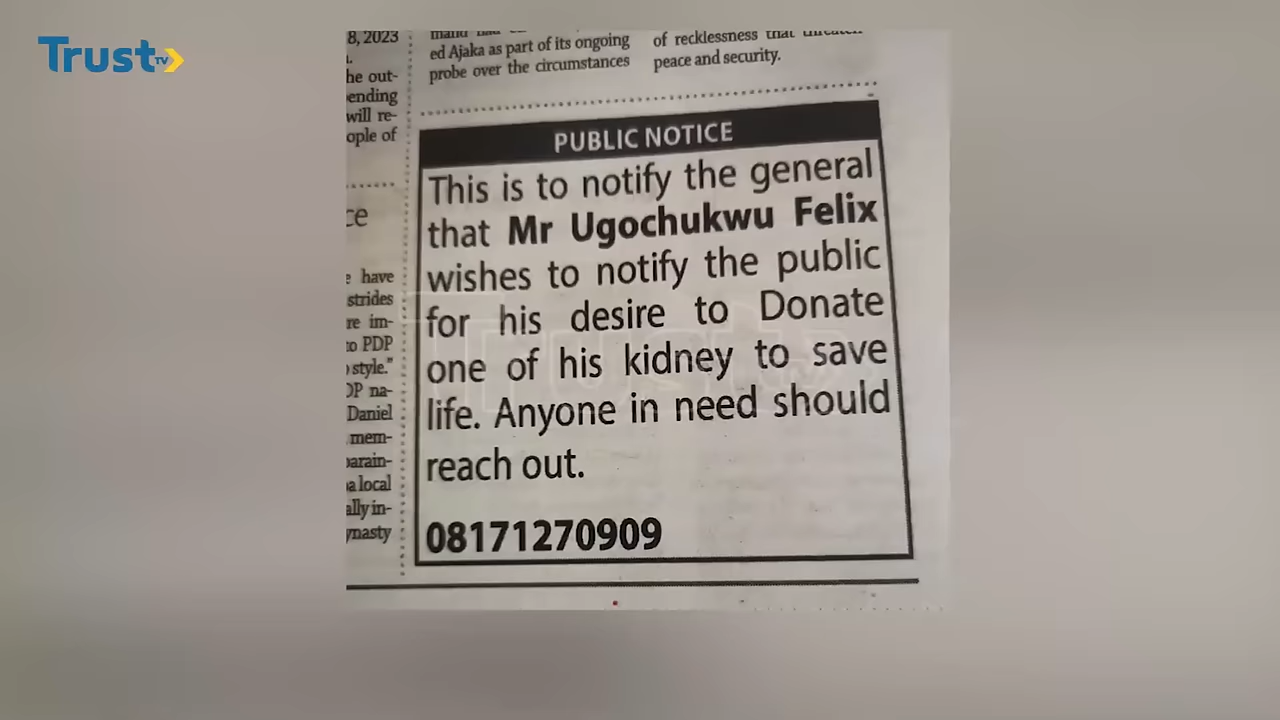 Trust TV
8, 2023
he out-
ending
will re-
ople of
ce
have
strides
re im-
to PDP
style."
OP na-
Daniel
mem-
parain-
a local
ally in-
ynasty
ed Ajaka as part of its ongoing
probe over the circumstances
of recklessness that threaten
peace and security.
PUBLIC NOTICE
This is to notify the general
that Mr Ugochukwu Felix
wishes to notify the public
for his desire to Donate
one of his kidney to save
life. Anyone in need should
reach out.
08171270909